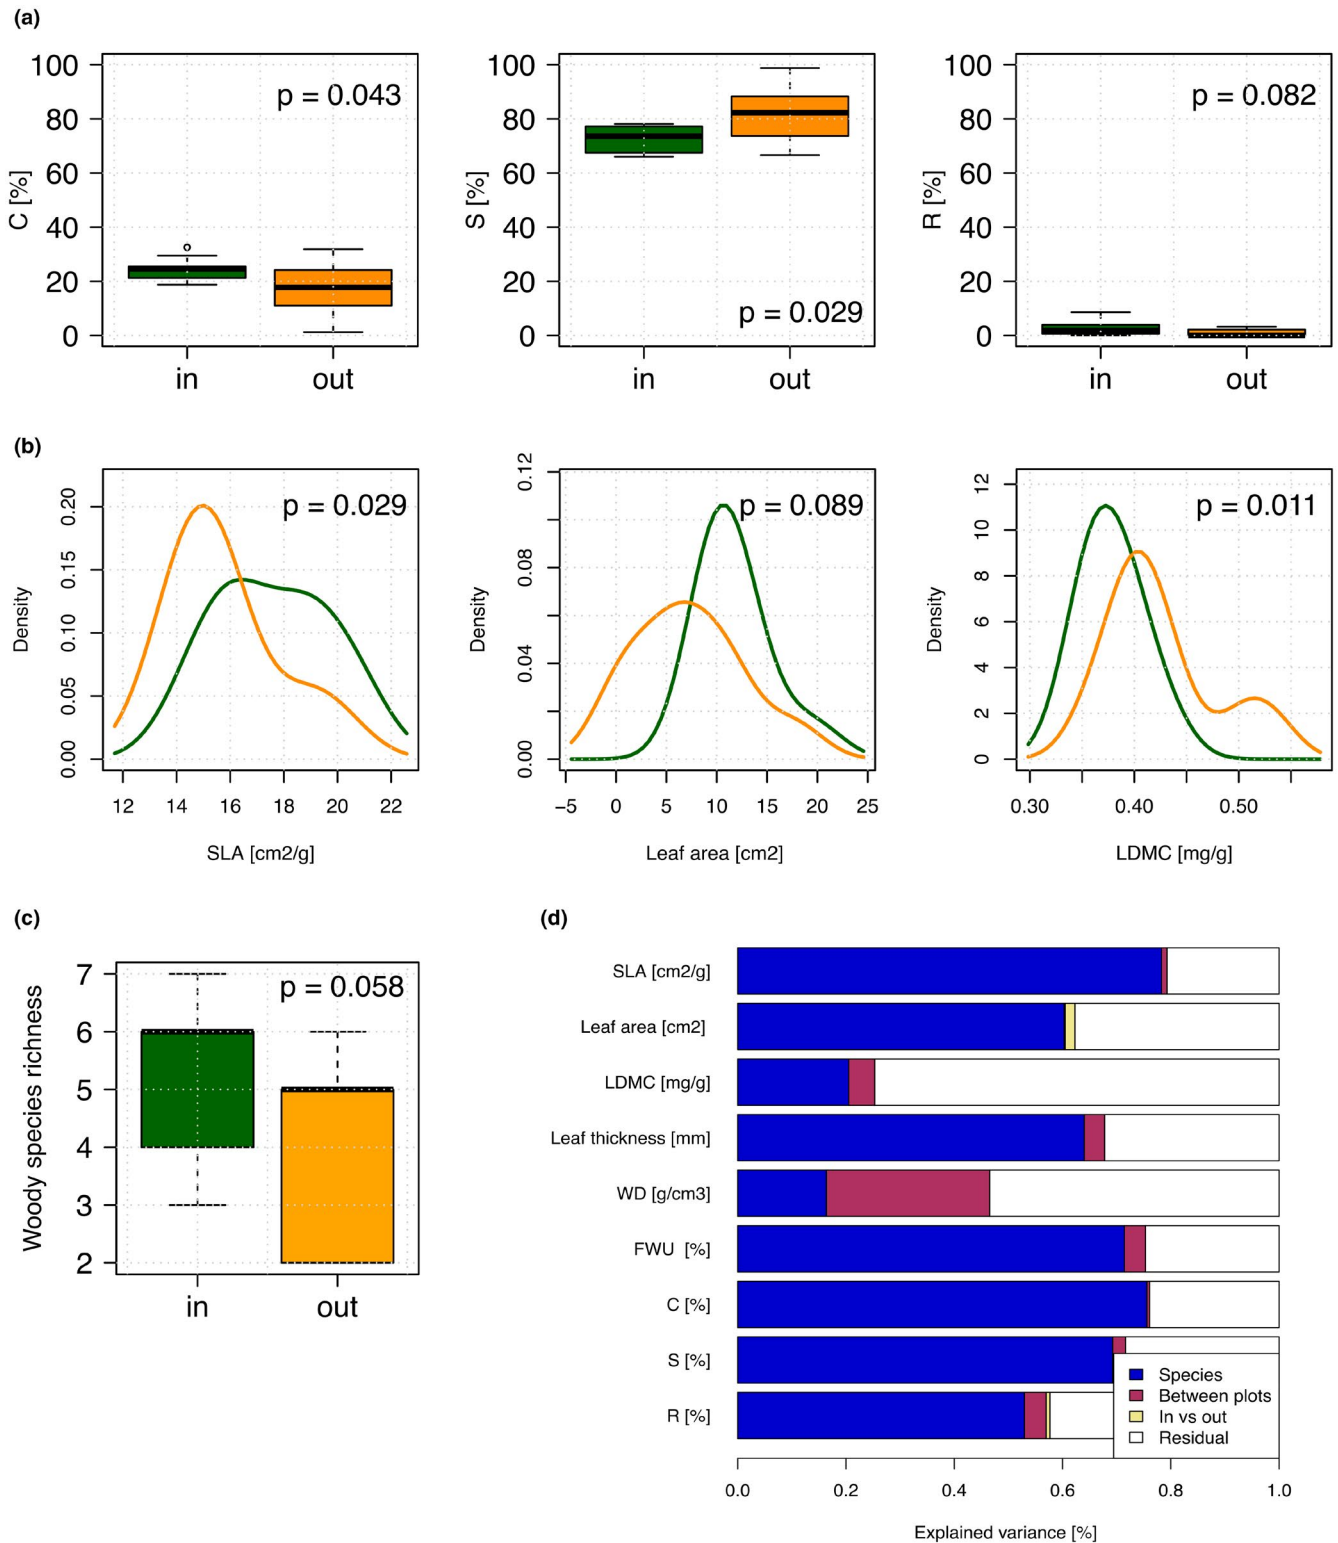 (a)
100
80
60
40
20
0
C [%]
p = 0.043
in
out
100
80
60
40
20
0
S [%]
p = 0.029
in
out
100
80
60
40
20
0
R [%]
p = 0.082
in
out
(b)
0.20
0.15
0.10
0.05
0.00
Density
p = 0.029
12 14 16 18 20 22
SLA [cm2/g]
0.12
0.08
0.04
0.00
Density
p = 0.089
−5 0 5 10 15 20 25
Leaf area [cm2]
12
10
8
6
4
2
0
Density
p = 0.011
0.30 0.40 0.50
LDMC [mg/g]
(c)
7
6
5
4
3
2
Woody species richness
p = 0.058
in
out
(d)
SLA [cm2/g]
Leaf area [cm2]
LDMC [mg/g]
Leaf thickness [mm]
WD [g/cm3]
FWU [%]
C [%]
S [%]
R [%]
Species
Between plots
In vs out
Residual
0.0 0.2 0.4 0.6 0.8 1.0
Explained variance [%]